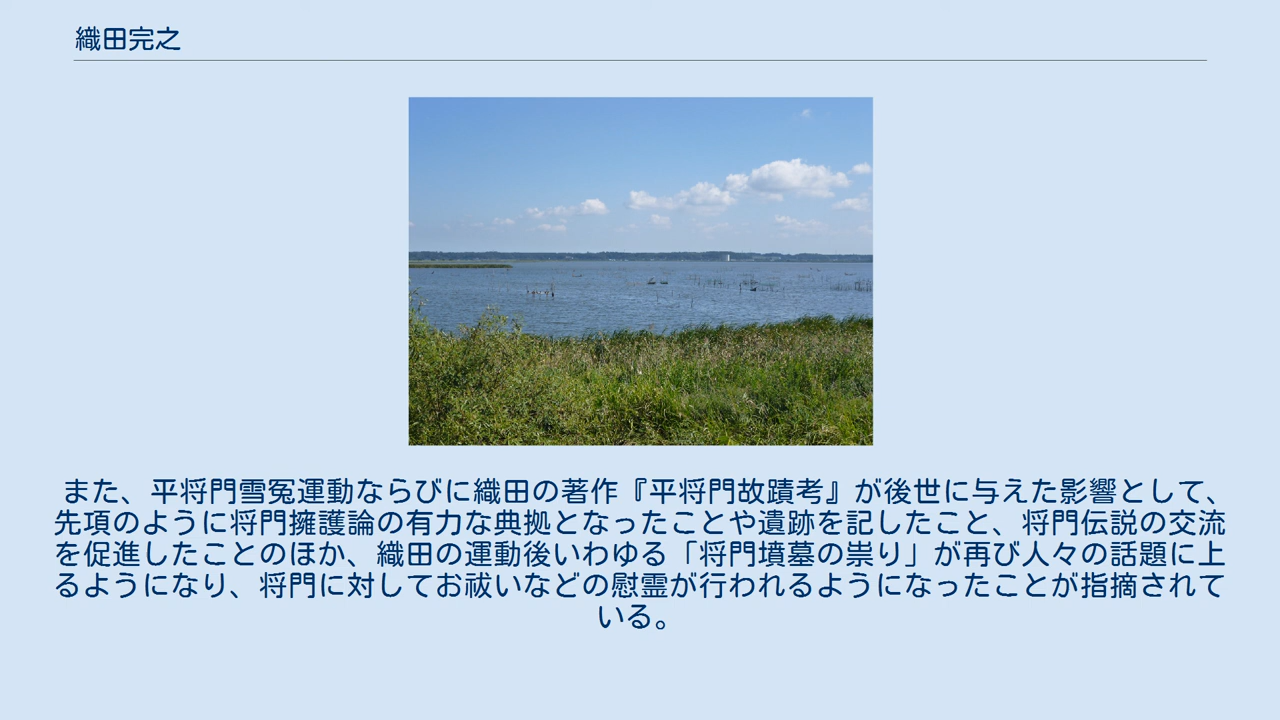 織田完之
また、平将門雪冤運動ならびに織田の著作『平将門故蹟考』が後世に与えた影響として、
先項のように将門擁護論の有力な典拠となったことや遺跡を記したこと、将門伝説の交流
を促進したことのほか、織田の運動後いわゆる「将門墳墓の祟り」が再び人々の話題に上
るようになり、将門に対してお祓いなどの慰霊が行われるようになったことが指摘されて
いる。